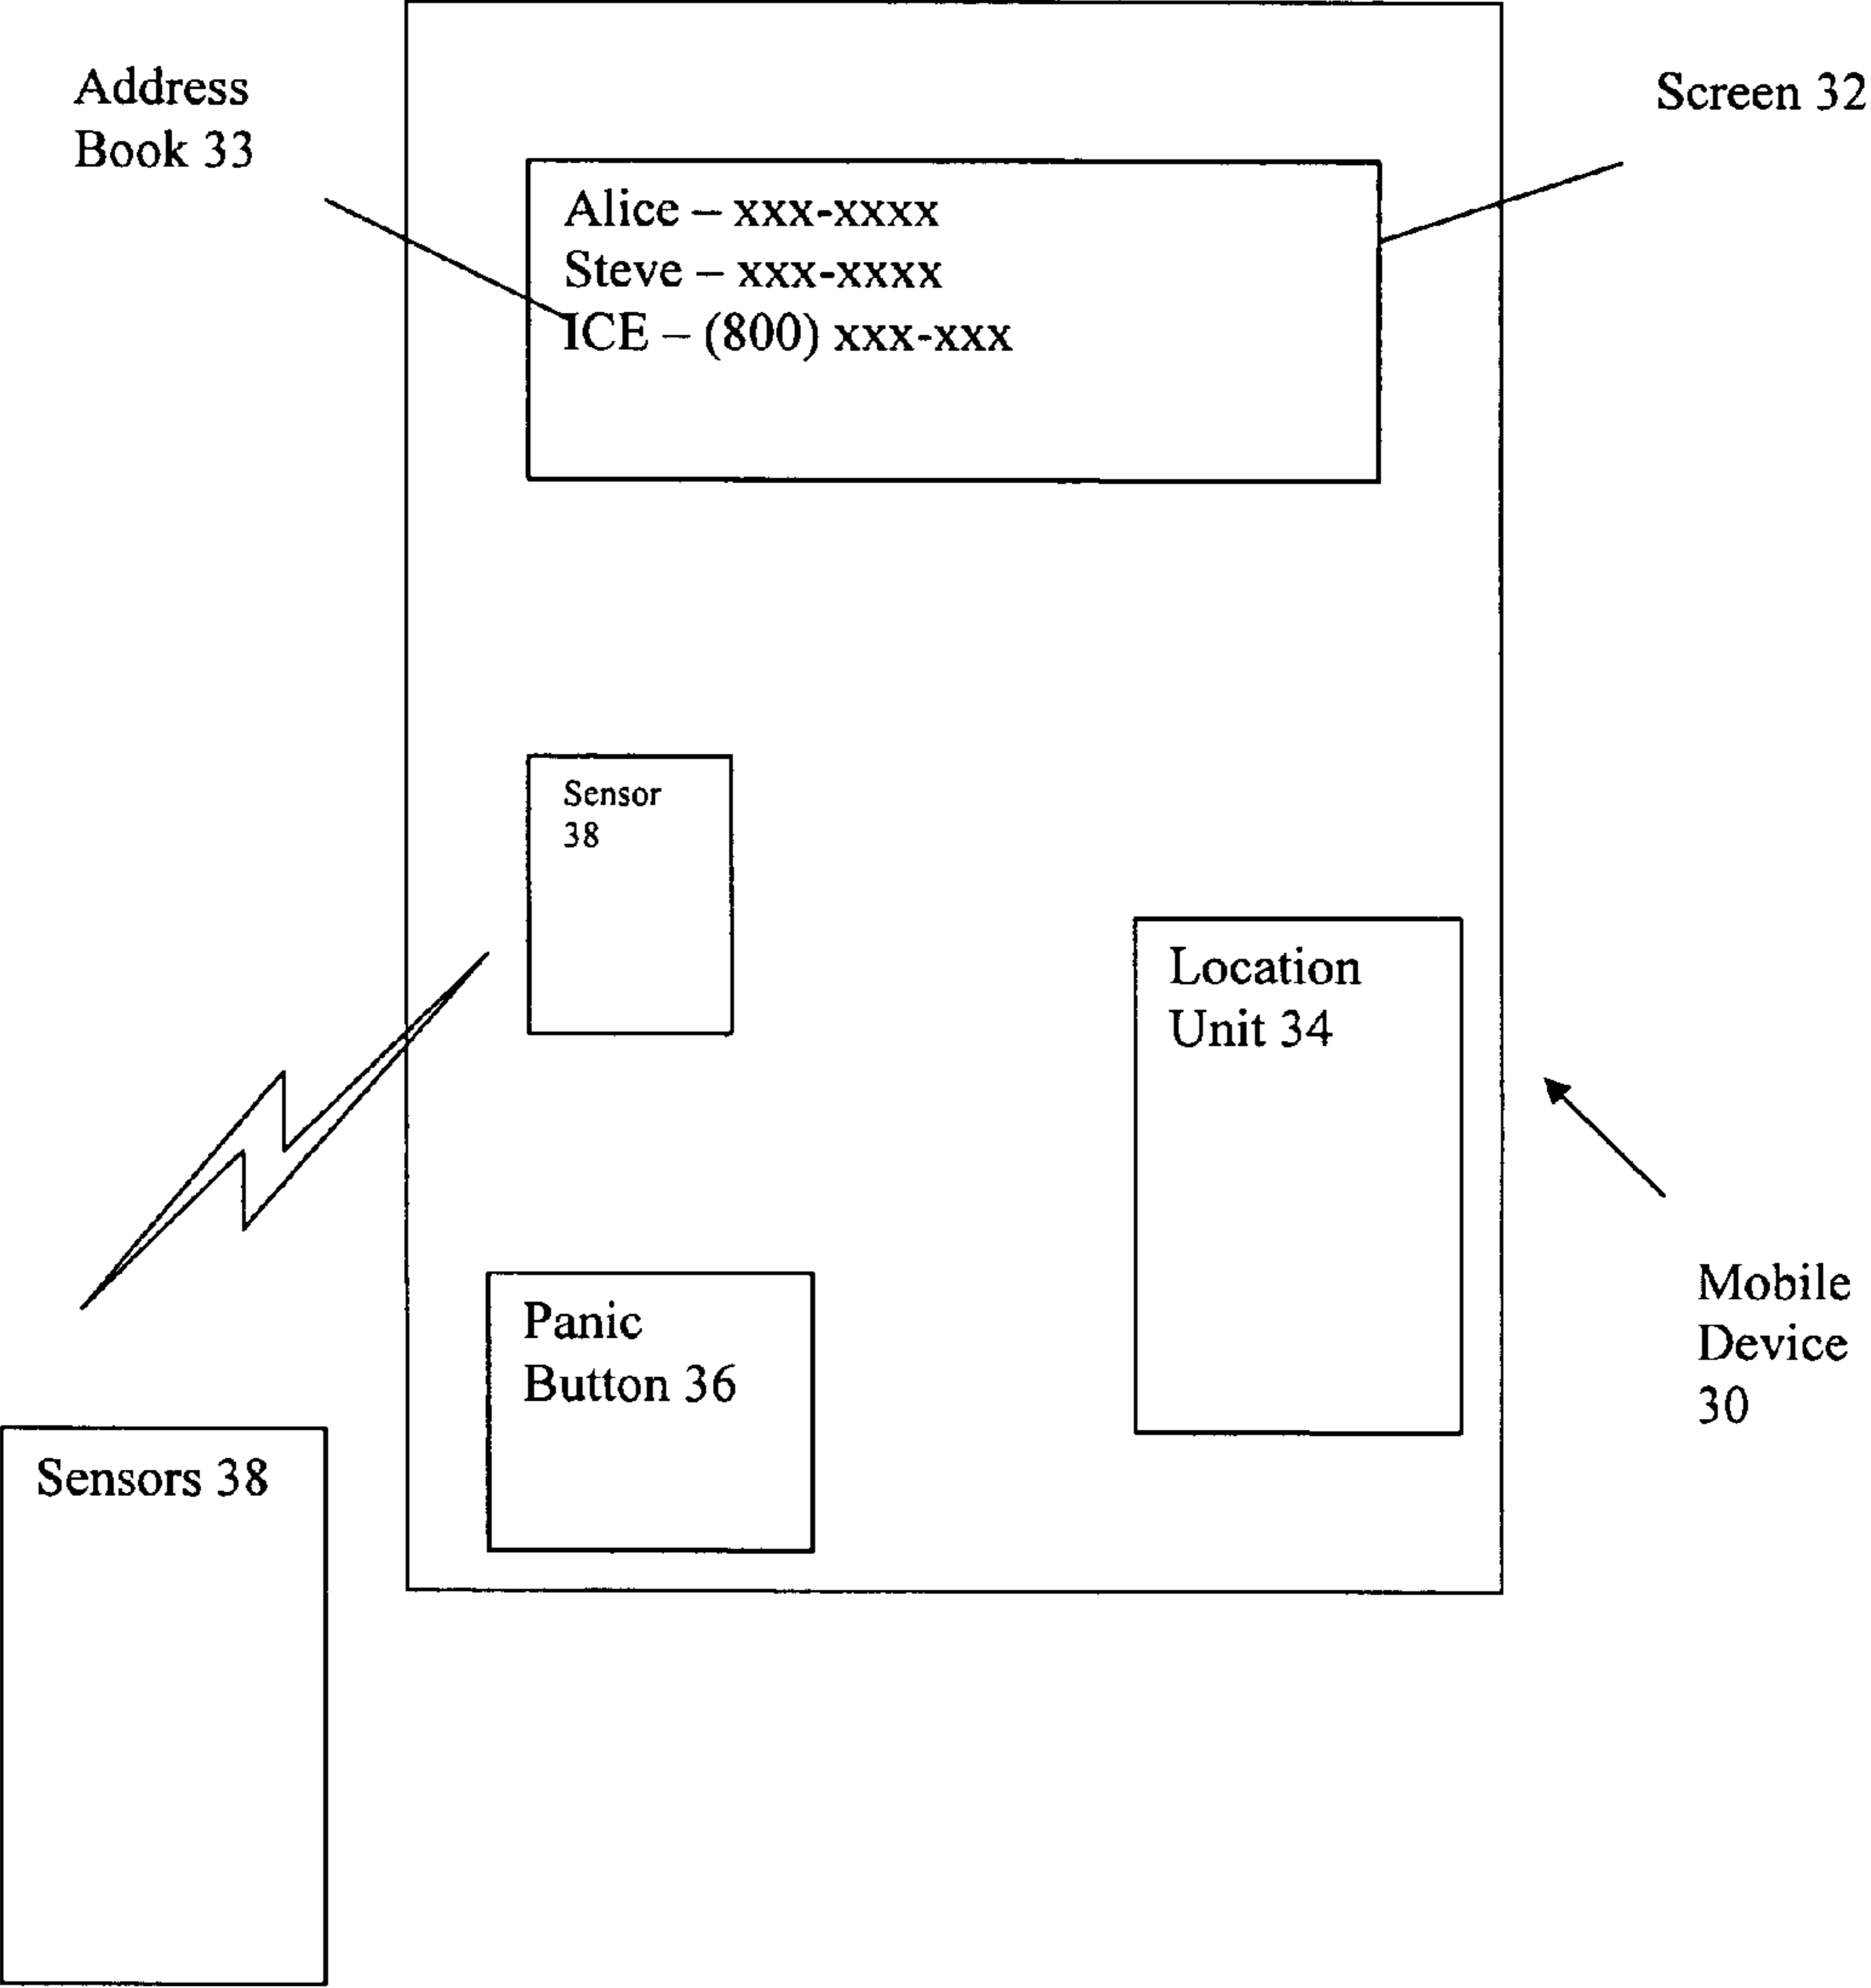 Address
Book 33
Screen 32
Alice – xxx-xxxx
Steve – xxx-xxxx
ICE – (800) xxx-xxx
Sensor
38
Location
Unit 34
Mobile
Device
30
Panic
Button 36
Sensors 38